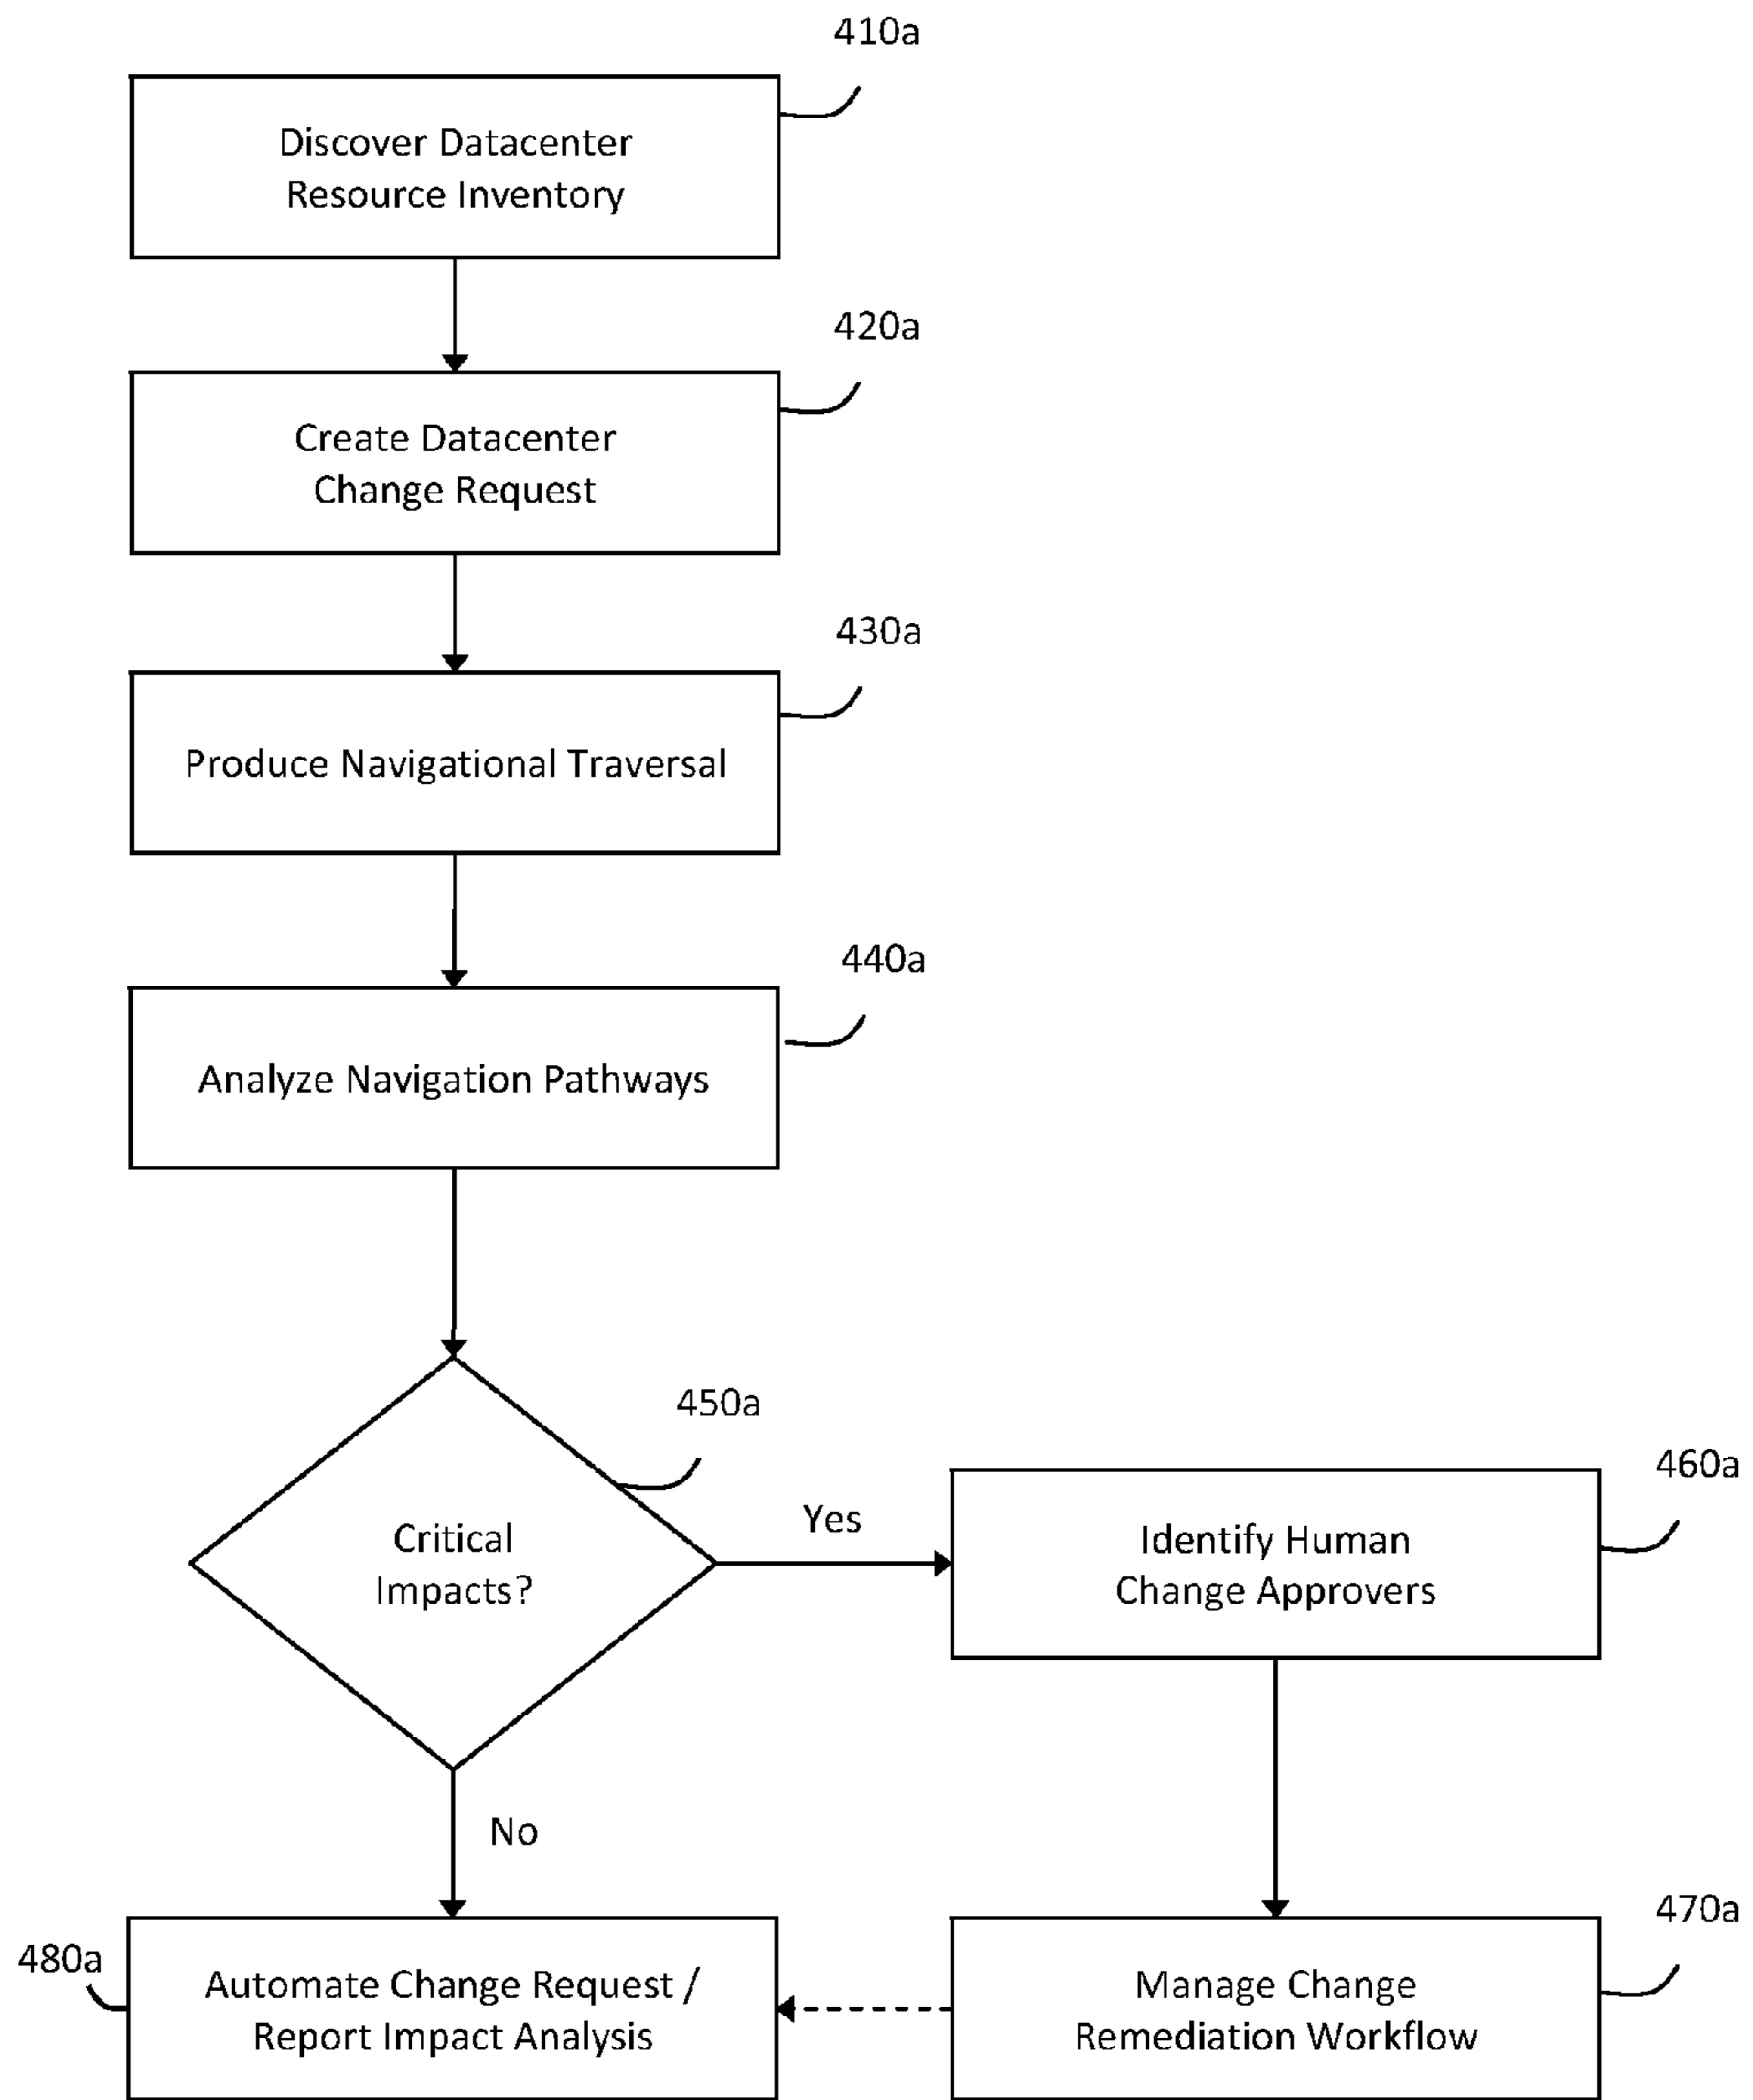 410a
Discover Datacenter
Resource Inventory
420a
Create Datacenter
Change Request
430a
Produce Navigational Traversal
440a
Analyze Navigation Pathways
450a
Critical
Impacts?
Yes
460a
Identify Human
Change Approvers
No
470a
480a
Automate Change Request /
Report Impact Analysis
Manage Change
Remediation Workflow